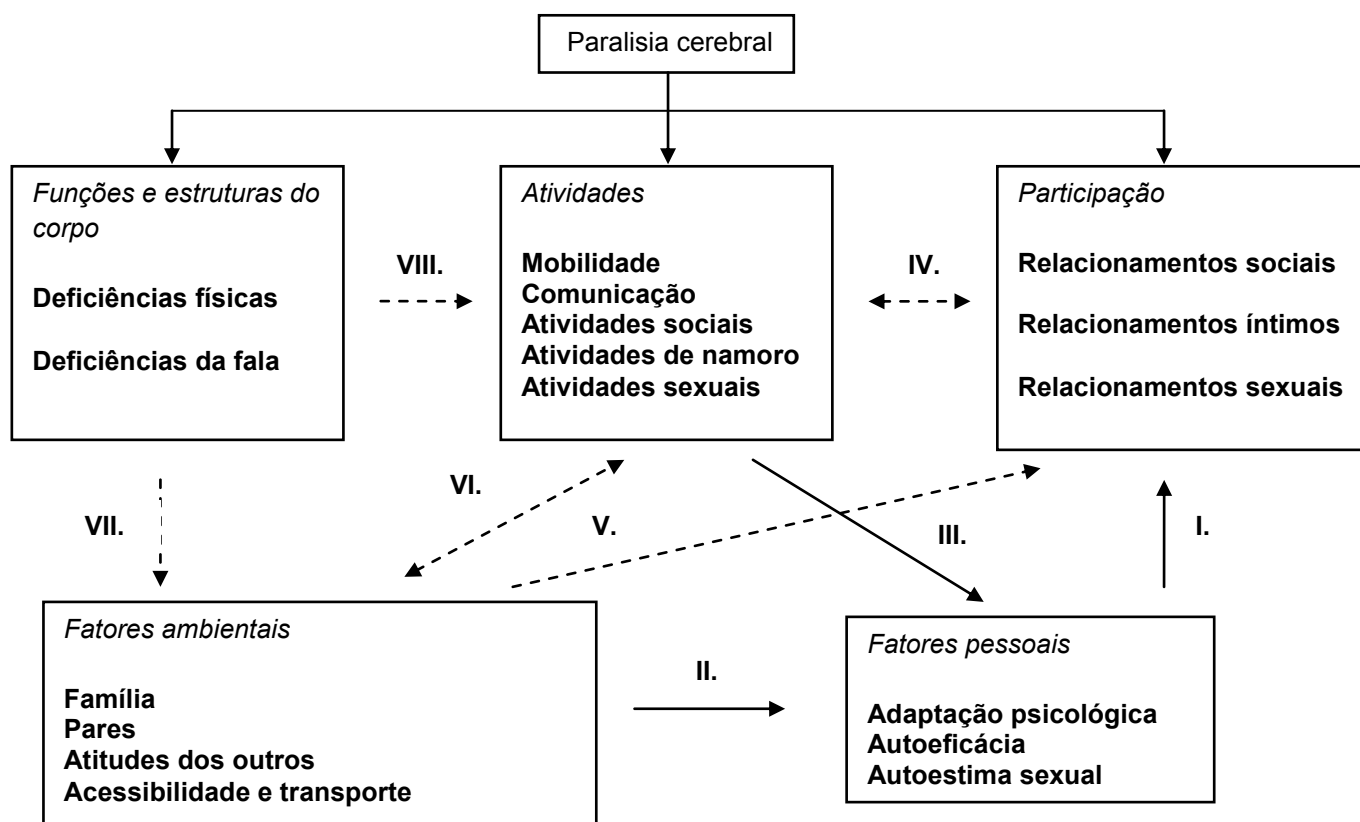 Paralisia cerebral
Funções e estruturas do
corpo
Deficiências físicas
Deficiências da fala
VIII.
Atividades
Mobilidade
Comunicação
Atividades sociais
Atividades de namoro
Atividades sexuais
IV.
Participação
Relacionamentos sociais
Relacionamentos íntimos
Relacionamentos sexuais
VII.
VI.
V.
III.
I.
Fatores ambientais
Família
Pares
Atitudes dos outros
Acessibilidade e transporte
II.
Fatores pessoais
Adaptação psicológica
Autoeficácia
Autoestima sexual